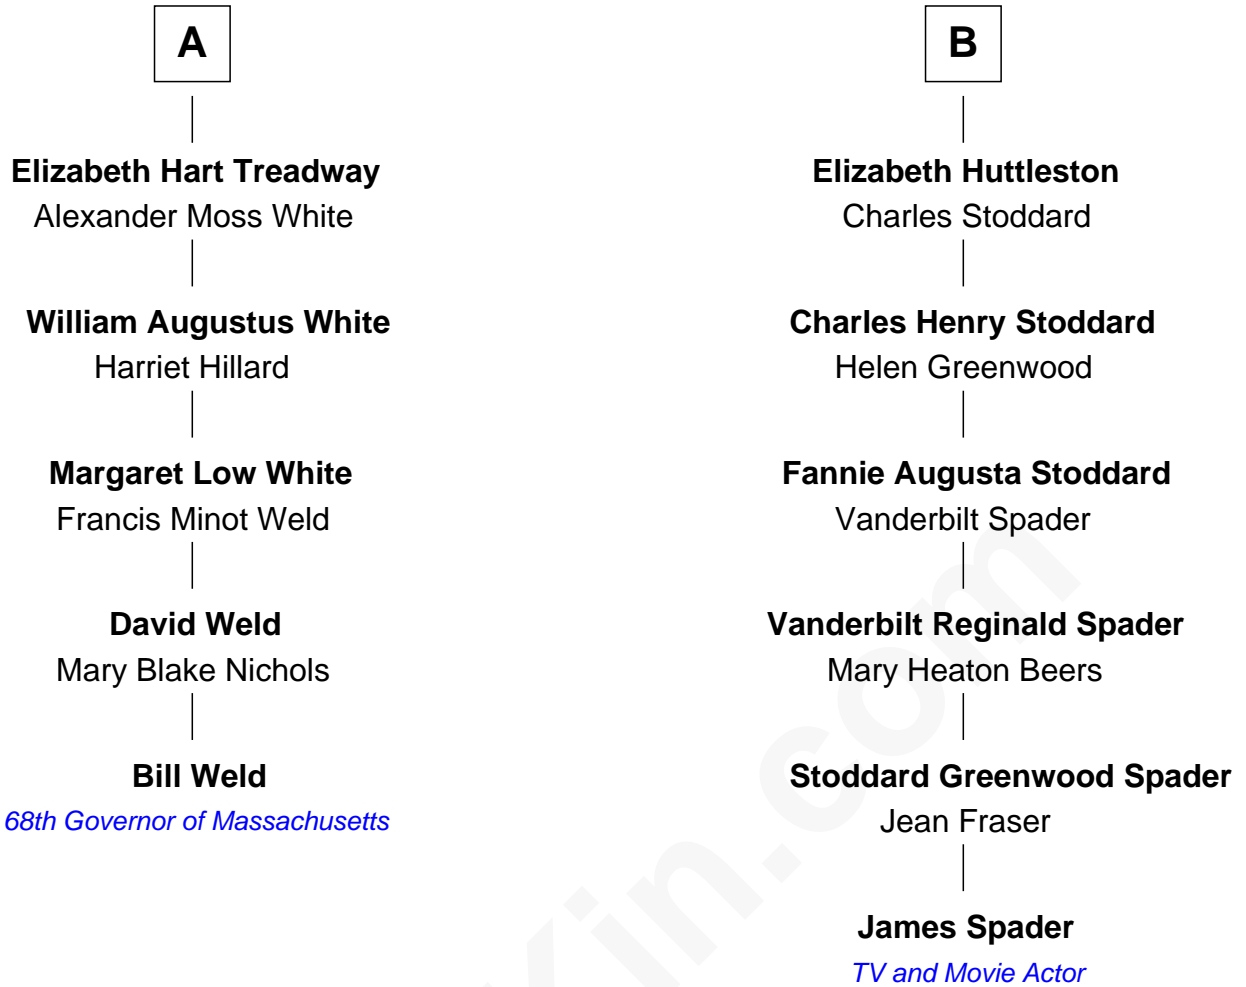 A
Elizabeth Hart Treadway
Alexander Moss White
William Augustus White
Harriet Hillard
Margaret Low White
Francis Minot Weld
David Weld
Mary Blake Nichols
Bill Weld
68th Governor of Massachusetts
B
Elizabeth Huttleston
Charles Stoddard
Charles Henry Stoddard
Helen Greenwood
Fannie Augusta Stoddard
Vanderbilt Spader
Vanderbilt Reginald Spader
Mary Heaton Beers
Stoddard Greenwood Spader
Jean Fraser
James Spader
TV and Movie Actor
Kin.com